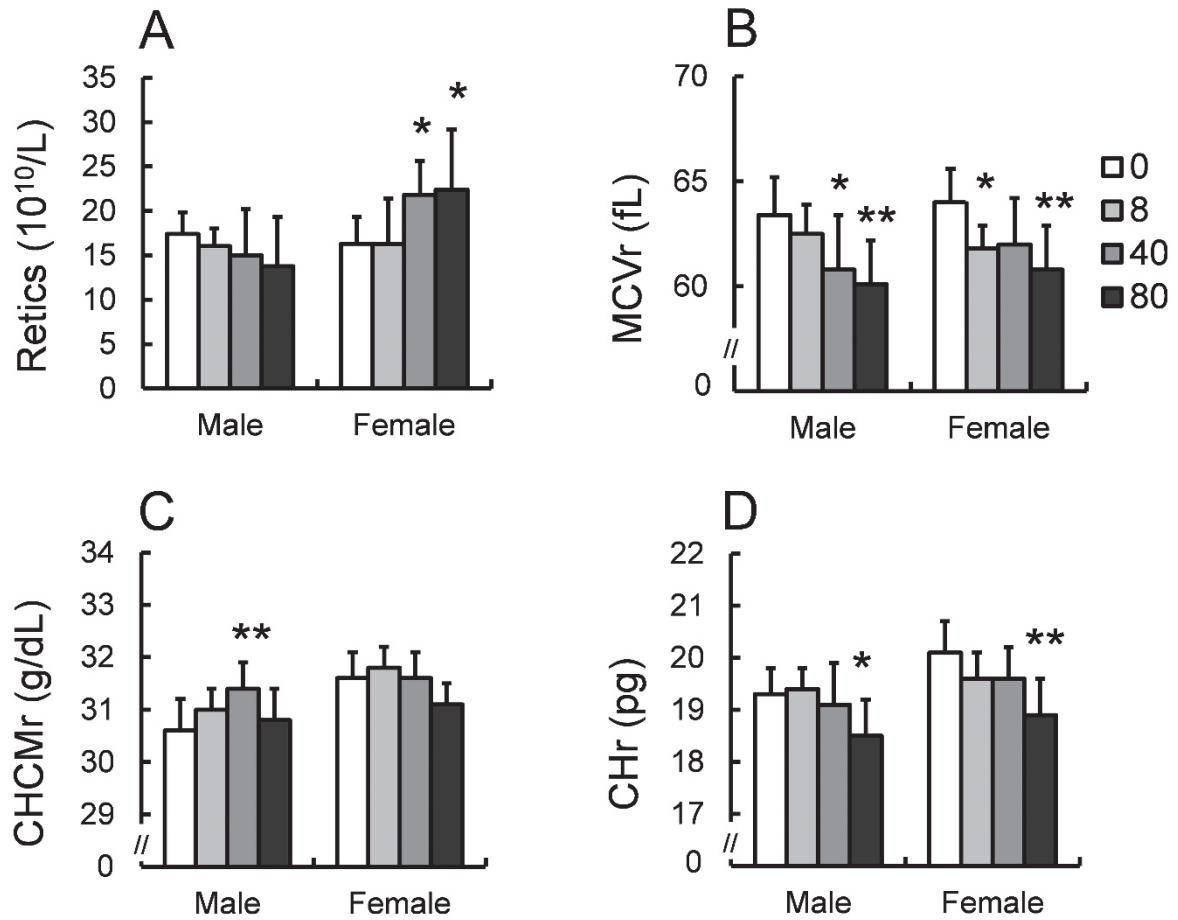 A
Retics (10¹⁰/L)
35
30
25
20
15
10
5
0
*
*
Male
Female
B
MCVr (fL)
70
65
60
//
0
*
**
*
**
Male
Female
0
8
40
80
C
CHCMr (g/dL)
34
33
32
31
30
29
//
0
**
Male
Female
D
CHr (pg)
22
21
20
19
18
17
//
0
*
**
Male
Female